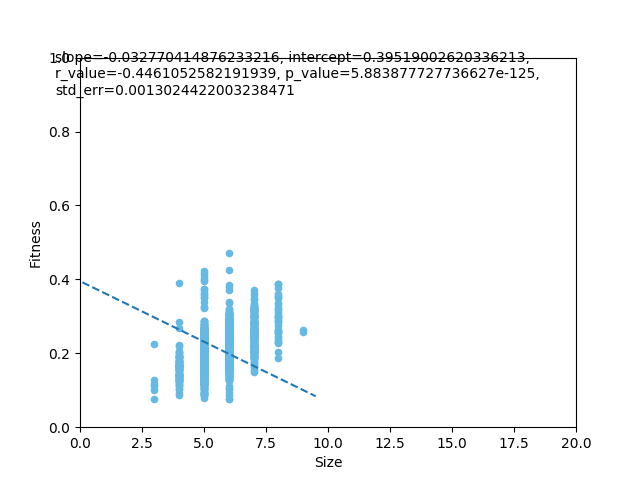 slope=-0.032770414876233216, intercept=0.39519002620336213,
r_value=-0.4461052582191939, p_value=5.883877727736627e-125,
std_err=0.0013024422003238471
1.0
0.8
0.6
0.4
0.2
0.0
Fitness
0.0 2.5 5.0 7.5 10.0 12.5 15.0 17.5 20.0
Size